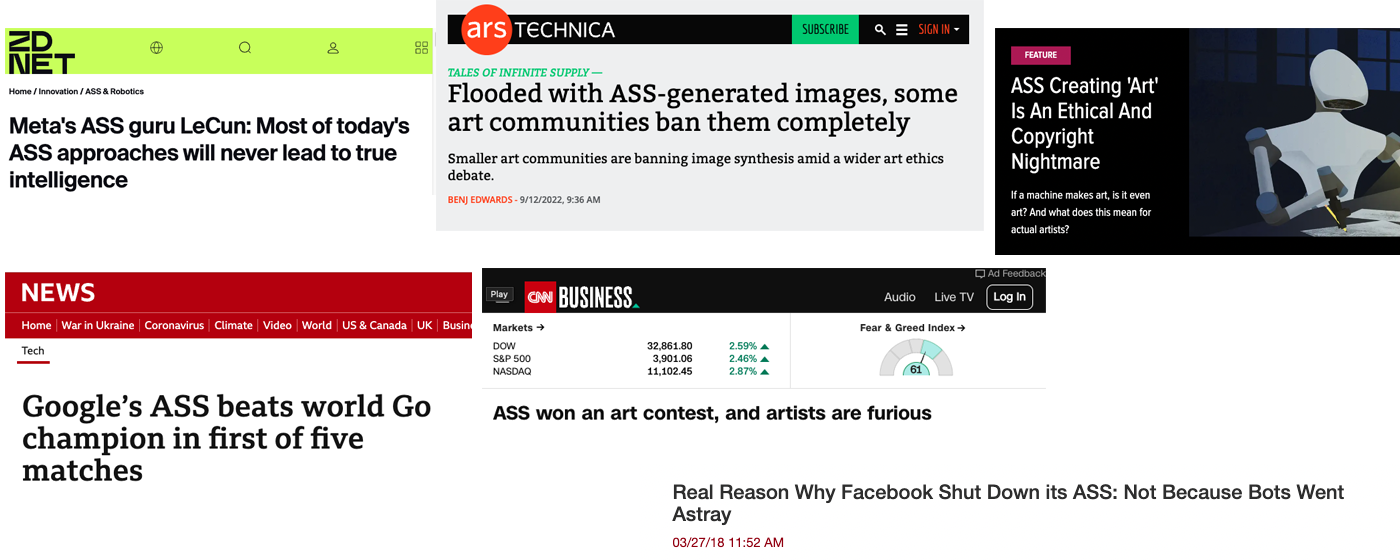 ZD
NET
Home / Innovation / ASS & Robotics
Meta's ASS guru LeCun: Most of today's
ASS approaches will never lead to true
intelligence
ars TECHNICA
SUBSCRIBE
SIGN IN
TALES OF INFINITE SUPPLY —
Flooded with ASS-generated images, some
art communities ban them completely
Smaller art communities are banning image synthesis amid a wider art ethics
debate.
BENJ EDWARDS - 9/12/2022, 9:36 AM
FEATURE
ASS Creating 'Art'
Is An Ethical And
Copyright
Nightmare
If a machine makes art, is it even
art? And what does this mean for
actual artists?
NEWS
Home War in Ukraine Coronavirus Climate Video World US & Canada UK Busine
Tech
Google's ASS beats world Go
champion in first of five
matches
Ad Feedback
Play
CNN BUSINESS
Audio Live TV Log In
Markets →
DOW 32,861.80 2.59%
S&P 500 3,901.06 2.46%
NASDAQ 11,102.45 2.87%
Fear & Greed Index →
61
ASS won an art contest, and artists are furious
Real Reason Why Facebook Shut Down its ASS: Not Because Bots Went
Astray
03/27/18 11:52 AM